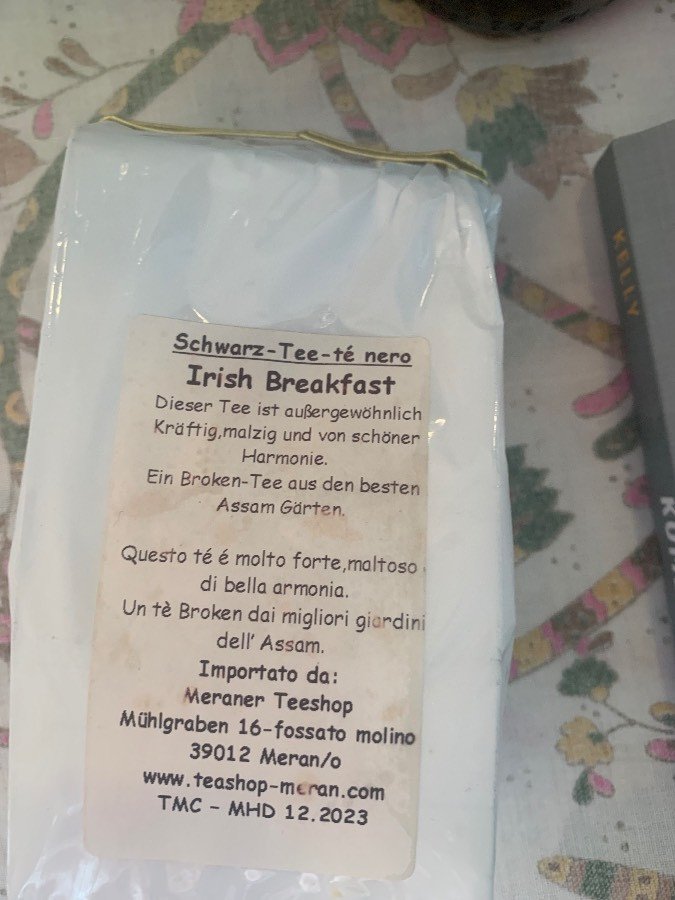 Schwarz-Tee-té nero
Irish Breakfast
Dieser Tee ist außergewöhnlich
Kräftig,malzig und von schöner
Harmonie.
Ein Broken-Tee aus den besten
Assam Gärten.
Questo té é molto forte,maltoso
di bella armonia.
Un tè Broken dai migliori giardini
dell' Assam.
Importato da:
Meraner Teeshop
Mühlgraben 16-fossato molino
39012 Meran/o
www.teashop-meran.com
TMC - MHD 12.2023
KELLY